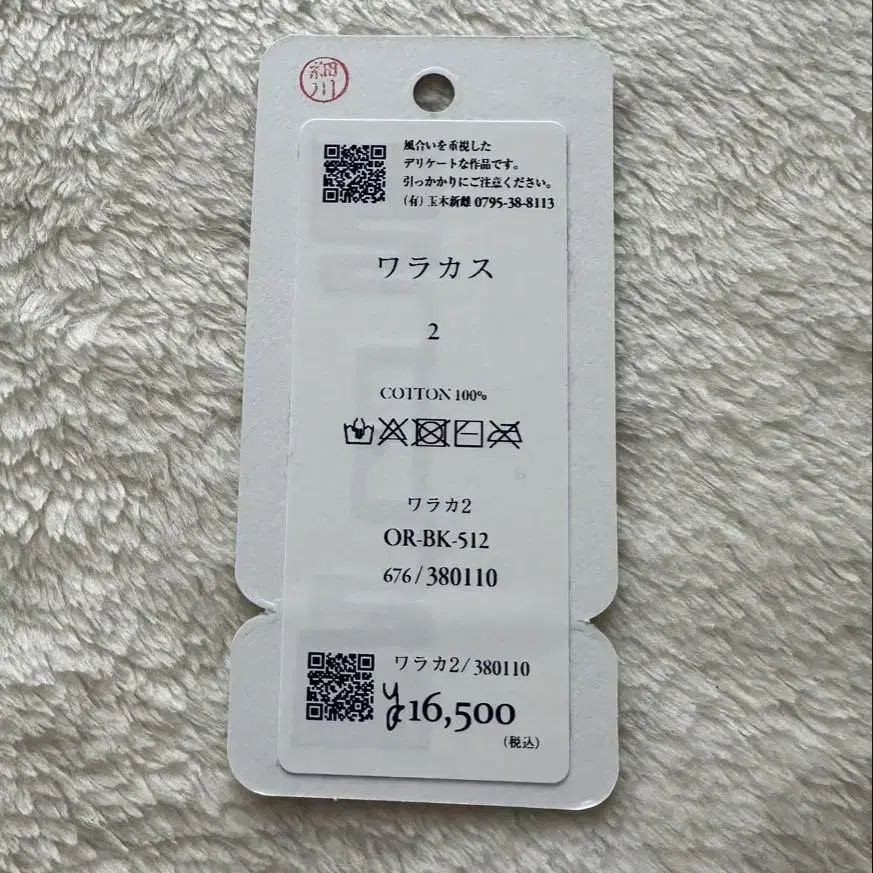 細川
風合いを重視した
デリケートな作品です。
引っかかりにご注意ください。
(有) 玉木新雌 0795-38-8113
ワラカス
2
COTTON 100%
ワラカ2
OR-BK-512
676/380110
ワラカ2/380110
¥16,500
(税込)